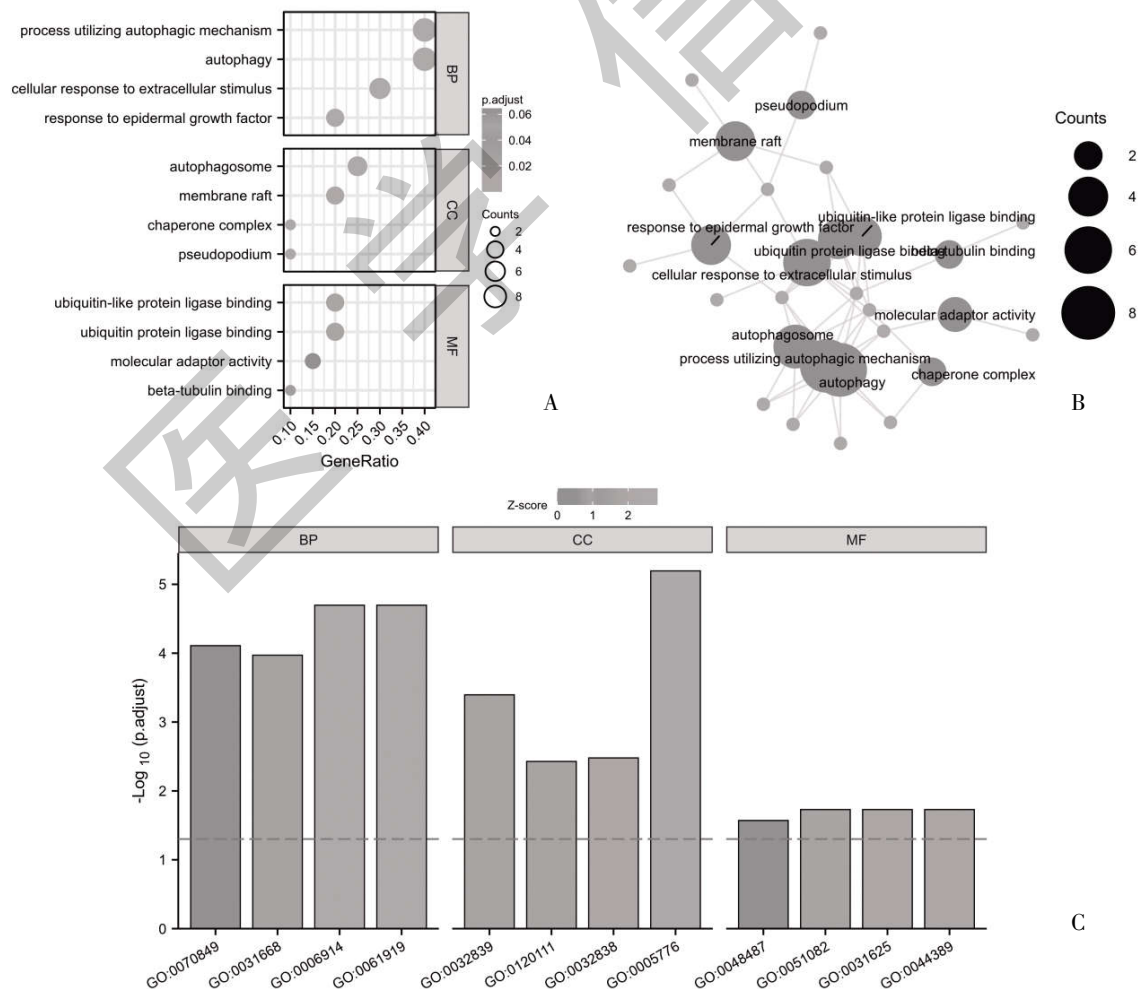 process utilizing autophagic mechanism
autophagy
cellular response to extracellular stimulus
response to epidermal growth factor
BP
autophagosome
membrane raft
chaperone complex
pseudopodium
CC
ubiquitin-like protein ligase binding
ubiquitin protein ligase binding
molecular adaptor activity
beta-tubulin binding
MF
0.10
0.15
0.20
0.25
0.30
0.35
0.40
GeneRatio
p.adjust
0.06
0.04
0.02
Counts
2
4
6
8
A
pseudopodium
membrane raft
ubiquitin-like protein ligase binding
response to epidermal growth factor
ubiquitin protein ligase binding
beta-tubulin binding
cellular response to extracellular stimulus
molecular adaptor activity
autophagosome
process utilizing autophagic mechanism
chaperone complex
autophagy
Counts
2
4
6
8
B
Z-score
0 1 2
BP
CC
MF
-Log 10 (p.adjust)
5
4
3
2
1
0
GO:0070849
GO:0031668
GO:0006914
GO:0061919
GO:0032839
GO:0120111
GO:0032838
GO:0005776
GO:0048487
GO:0051082
GO:0031625
GO:0044389
C
医学信